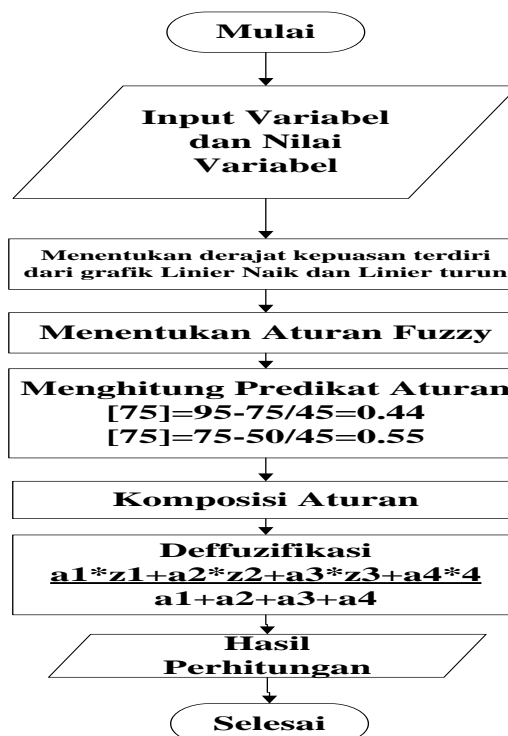 Mulai
Input Variabel
dan Nilai
Variabel
Menentukan derajat kepuasan terdiri
dari grafik Linier Naik dan Linier turun
Menentukan Aturan Fuzzy
Menghitung Predikat Aturan
[75]=95-75/45=0.44
[75]=75-50/45=0.55
Komposisi Aturan
Deffuzifikasi
a1*z1+a2*z2+a3*z3+a4*4
a1+a2+a3+a4
Hasil
Perhitungan
Selesai